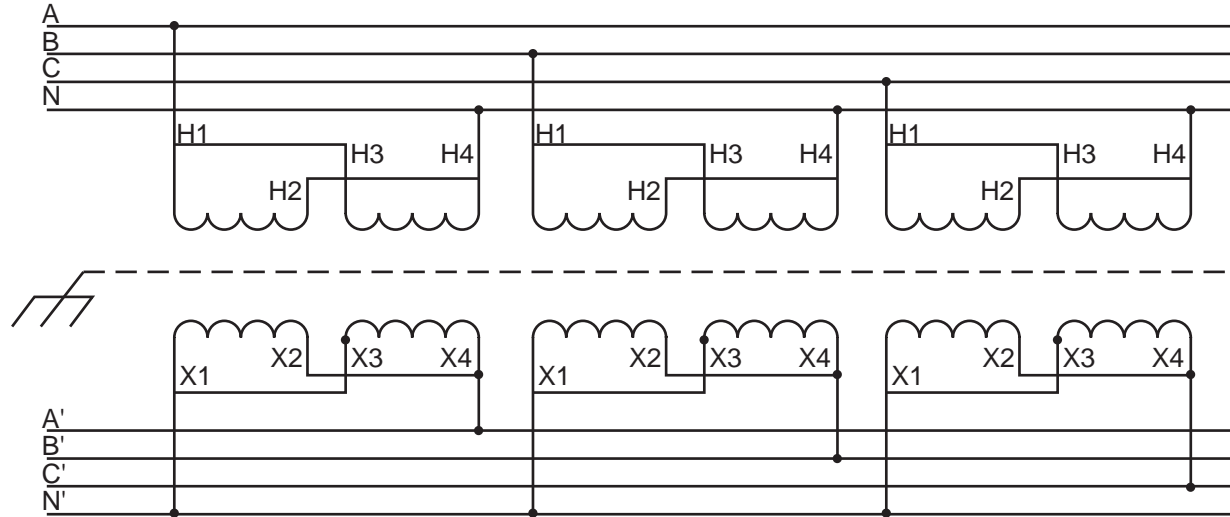 A
B
C
N
H1 H3 H4 H1 H3 H4 H1 H3 H4
H2 H2 H2
X2 X3 X4 X2 X3 X4 X2 X3 X4
X1 X1 X1
A'
B'
C'
N'